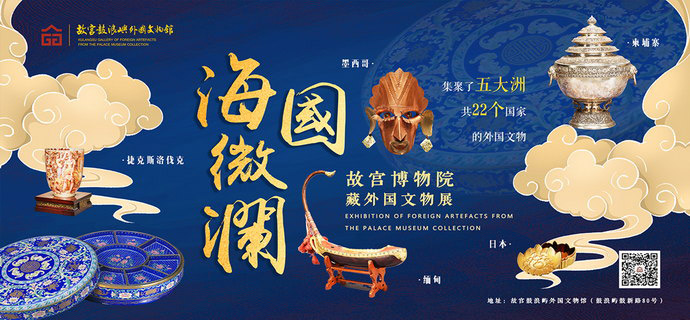 故宫鼓浪屿外国文物馆
KULANGSU GALLERY OF FOREIGN ARTEFACTS
FROM THE PALACE MUSEUM COLLECTION
海國微瀾
墨西哥·
·柬埔寨
集聚了五大洲
共22个国家
的外国文物
·捷克斯洛伐克
故宫博物院
藏外国文物展
EXHIBITION OF FOREIGN ARTEFACTS FROM
THE PALACE MUSEUM COLLECTION
日本·
·缅甸
地址：故宫鼓浪屿外国文物馆（鼓浪屿鼓新路80号）